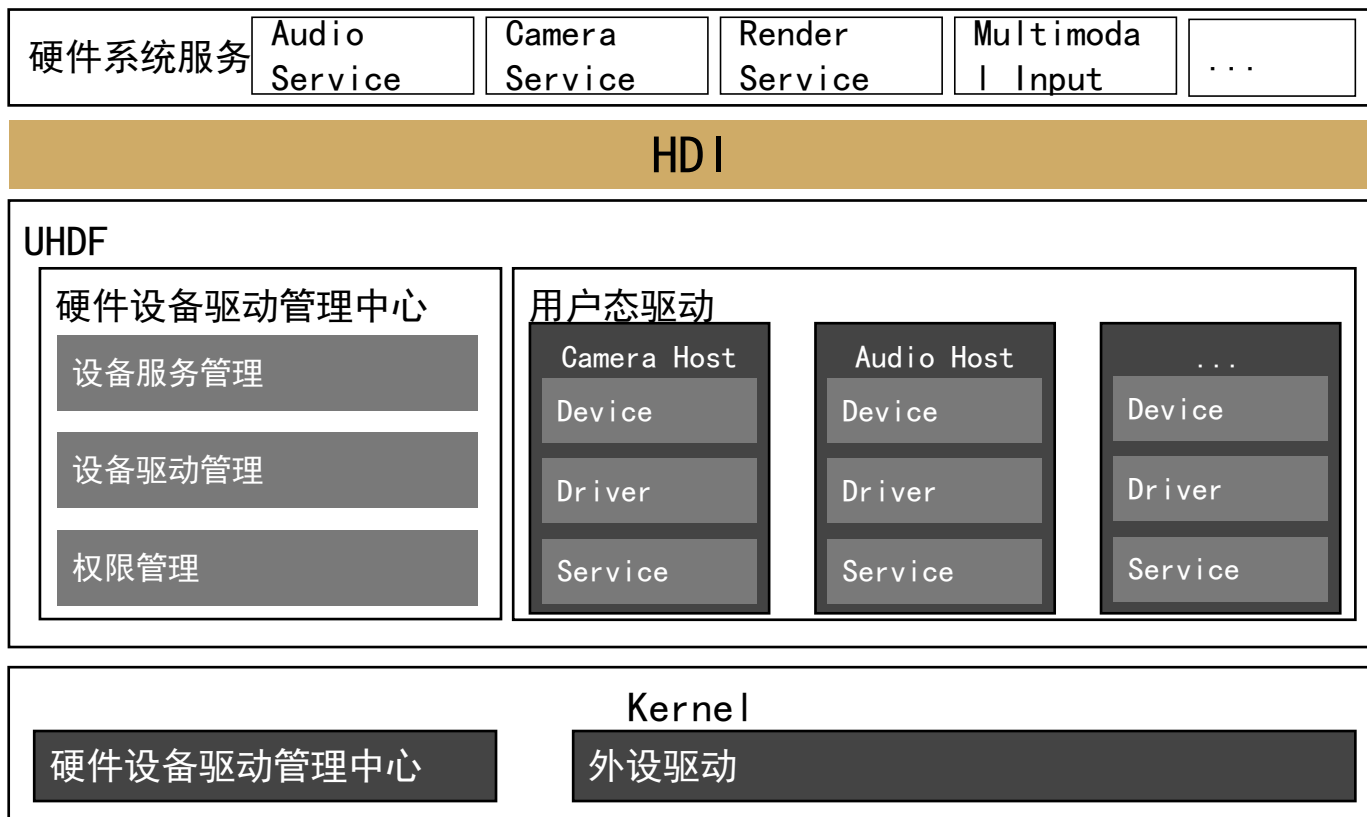 硬件系统服务
Audio
Service
Camera
Service
Render
Service
Multimoda
l Input
...
HDI
UHDF
硬件设备驱动管理中心
设备服务管理
设备驱动管理
权限管理
用户态驱动
Camera Host
Device
Driver
Service
Audio Host
Device
Driver
Service
...
Device
Driver
Service
Kernel
硬件设备驱动管理中心
外设驱动